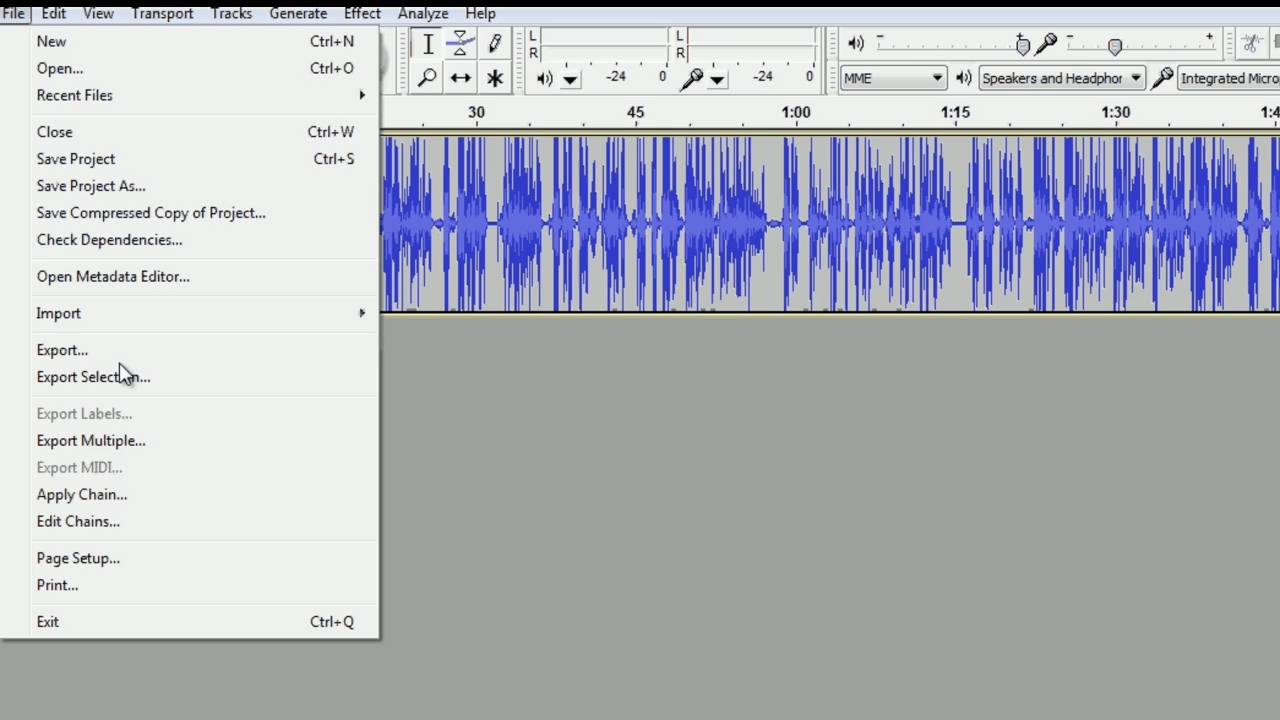 File Edit View Transport Tracks Generate Effect Analyze Help
New Ctrl+N
Open... Ctrl+O
Recent Files
Close Ctrl+W
Save Project Ctrl+S
Save Project As...
Save Compressed Copy of Project...
Check Dependencies...
Open Metadata Editor...
Import
Export...
Export Selection...
Export Labels...
Export Multiple...
Export MIDI...
Apply Chain...
Edit Chains...
Page Setup...
Print...
Exit Ctrl+Q
L L
R R
-24 0 -24 0
- + - +
MME Speakers and Headphor Integrated Micro
30 45 1:00 1:15 1:30 1:4